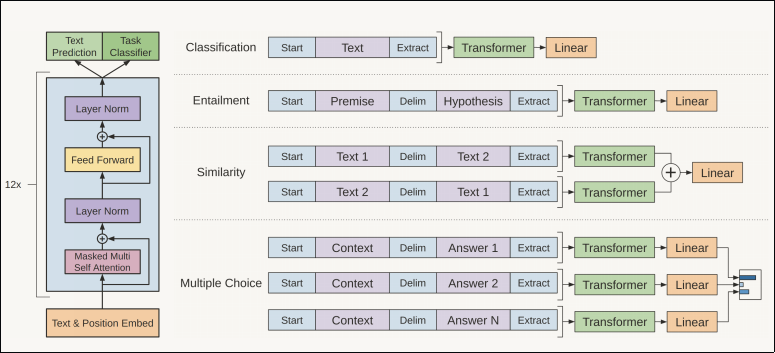 Text
Prediction
Task
Classifier
12x
Layer Norm
Feed Forward
Layer Norm
Masked Multi
Self Attention
Text & Position Embed
Classification Start Text Extract Transformer Linear
Entailment Start Premise Delim Hypothesis Extract Transformer Linear
Similarity
Start Text 1 Delim Text 2 Extract Transformer
Start Text 2 Delim Text 1 Extract Transformer
Linear
Multiple Choice
Start Context Delim Answer 1 Extract Transformer Linear
Start Context Delim Answer 2 Extract Transformer Linear
Start Context Delim Answer N Extract Transformer Linear